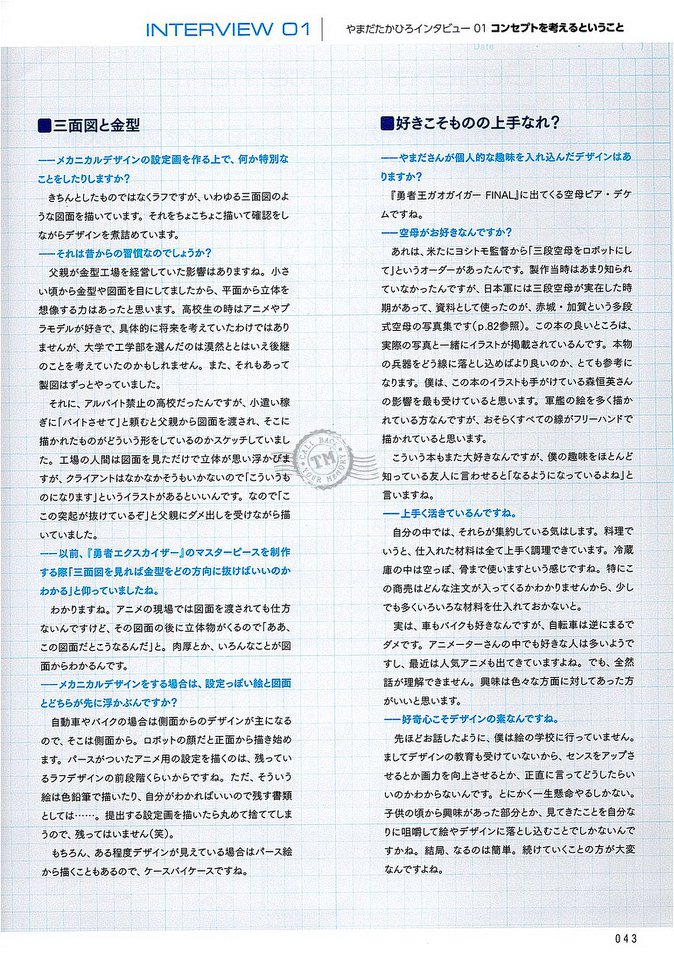 INTERVIEW 01
やまだたかひろインタビュー 01 コンセプトを考えるということ
Date
■三面図と金型
――メカニカルデザインの設定画を作る上で、何か特別な
ことをしたりしますか?
きちんとしたものではなくラフですが、いわゆる三面図のよ
うな図面を描いています。それをちょこちょこ描いて確認をし
ながらデザインを煮詰めています。
――それは昔からの習慣なのでしょうか?
父親が金型工場を経営していた影響はありますね。小さ
い頃から金型や図面を目にしてましたから、平面から立体を
想像する力はあったと思います。高校生の時はアニメやプ
ラモデルが好きで、具体的に将来を考えていたわけではあり
ませんが、大学で工学部を選んだのは漠然ととはいえ後継
のことを考えていたのかもしれません。また、それもあって
製図はずっとやっていました。
それに、アルバイト禁止の高校だったんですが、小遣い稼
ぎに「バイトさせて」と頼むと父親から図面を渡され、そこに
描かれたものがどういう形をしているのかスケッチしていまし
た。工場の人間は図面を見ただけで立体が思い浮かびま
すが、クライアントはなかなかそうもいかないので「こういうも
のになります」というイラストがあるといいんです。なので「こ
この突起が抜けているぞ」と父親にダメ出しを受けながら描
いていました。
――以前、『勇者エクスカイザー』のマスターピースを制作
する際「三面図を見れば金型をどの方向に抜けばいいのか
わかる」と仰っていましたね。
わかりますね。アニメの現場では図面を渡されても仕方
ないんですけど、その図面の後に立体物がくるので「ああ、
この図面だとこうなるんだ」と。肉厚とか、いろんなことが図
面からわかるんです。
――メカニカルデザインをする場合は、設定っぽい絵と図面
とどちらが先に浮かぶんですか?
自動車やバイクの場合は側面からのデザインが主になる
ので、そこは側面から。ロボットの顔だと正面から描き始め
ます。パースがついたアニメ用の設定を描くのは、残ってい
るラフデザインの前段階くらいからですね。ただ、そういう
絵は色鉛筆で描いたり、自分がわかればいいので残す書類
としては……。提出する設定画を描いたら丸めて捨ててしま
うので、残ってはいません(笑)。
もちろん、ある程度デザインが見えている場合はパース絵
から描くこともあるので、ケースバイケースですね。
■好きこそものの上手なれ?
――やまださんが個人的な趣味を入れ込んだデザインはあ
りますか?
『勇者王ガオガイガー FINAL』に出てくる空母ピア・デケ
ムですね。
――空母がお好きなんですか?
あれは、米たにヨシトモ監督から「三段空母をロボットにし
て」というオーダーがあったんです。製作当時はあまり知られ
ていなかったんですが、日本軍には三段空母が実在した時
期があって、資料として使ったのが、赤城・加賀という多段
式空母の写真集です(p.82参照)。この本の良いところは、
実際の写真と一緒にイラストが掲載されているんです。本物
の兵器をどう線に落とし込めばより良いのか、とても参考に
なります。僕は、この本のイラストも手がけている森恒英さん
の影響を最も受けていると思います。軍艦の絵を多く描か
れている方なんですが、おそらくすべての線がフリーハンドで
描かれていると思います。
こういう本もまた大好きなんですが、僕の趣味をほとんど
知っている友人に言わせると「なるようになっているよね」と
言いますね。
――上手く活きているんですね。
自分の中では、それらが集約している気はします。料理で
いうと、仕入れた材料は全て上手く調理できています。冷蔵
庫の中は空っぽ、骨まで使いますという感じですね。特にこ
の商売はどんな注文が入ってくるかわかりませんから、少し
でも多くいろいろな材料を仕入れておかないと。
実は、車もバイクも好きなんですが、自転車は逆にまるで
ダメです。アニメーターさんの中でも好きな人は多いようで
すし、最近は人気アニメも出てきていますよね。でも、全然
話が理解できません。興味は色々な方面に対してあった方
がいいと思います。
――好奇心こそデザインの素なんですね。
先ほどお話したように、僕は絵の学校に行っていません。
ましてデザインの教育も受けていないから、センスをアップさ
せるとか画力を向上させるとか、正直に言ってどうしたらい
いのかわからないんです。とにかく一生懸命やるしかない。
子供の頃から興味があった部分とか、見てきたことを自分な
りに咀嚼して絵やデザインに落とし込むことでしかないんで
すかね。結局、なるのは簡単。続けていくことの方が大変
なんですよね。
CALL BACK
TM
YOUR MEMORY
043